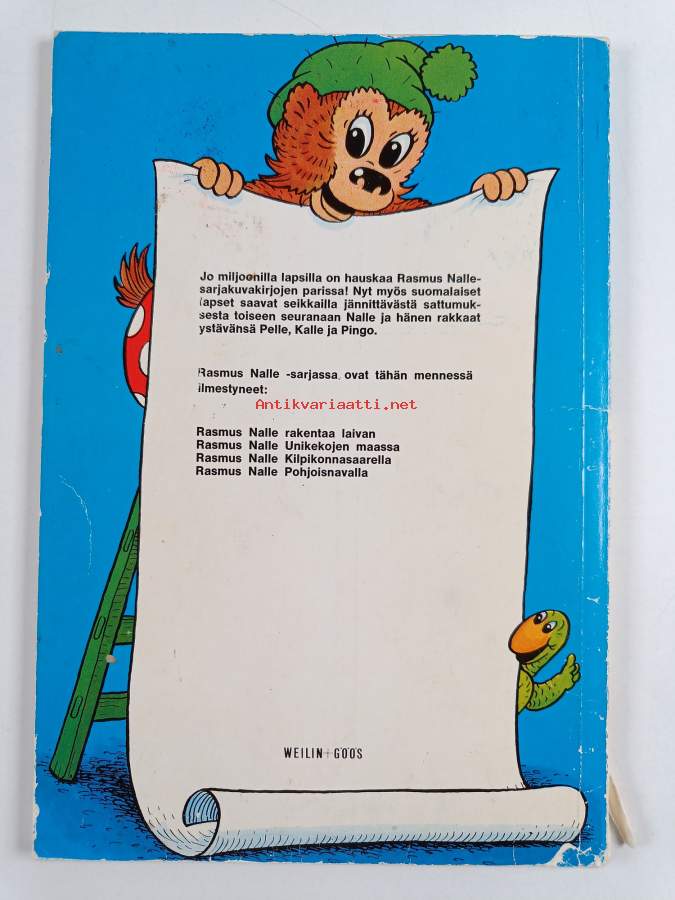 Jo miljoonilla lapsilla on hauskaa Rasmus Nalle-
sarjakuvakirjojen parissa! Nyt myös suomalaiset
lapset saavat seikkailla jännittävästä sattumuk-
sesta toiseen seuranaan Nalle ja hänen rakkaat
ystävähsä Pelle, Kalle ja Pingo.
Rasmus Nalle -sarjassa ovat tähän mennessä
ilmestyneet:
Antikvariaatti.net
Rasmus Nalle rakentaa laivan
Rasmus Nalle Unikekojen maassa
Rasmus Nalle Kilpikonnasaarella
Rasmus Nalle Pohjoisnavalla
WEILIN+GÖÖS